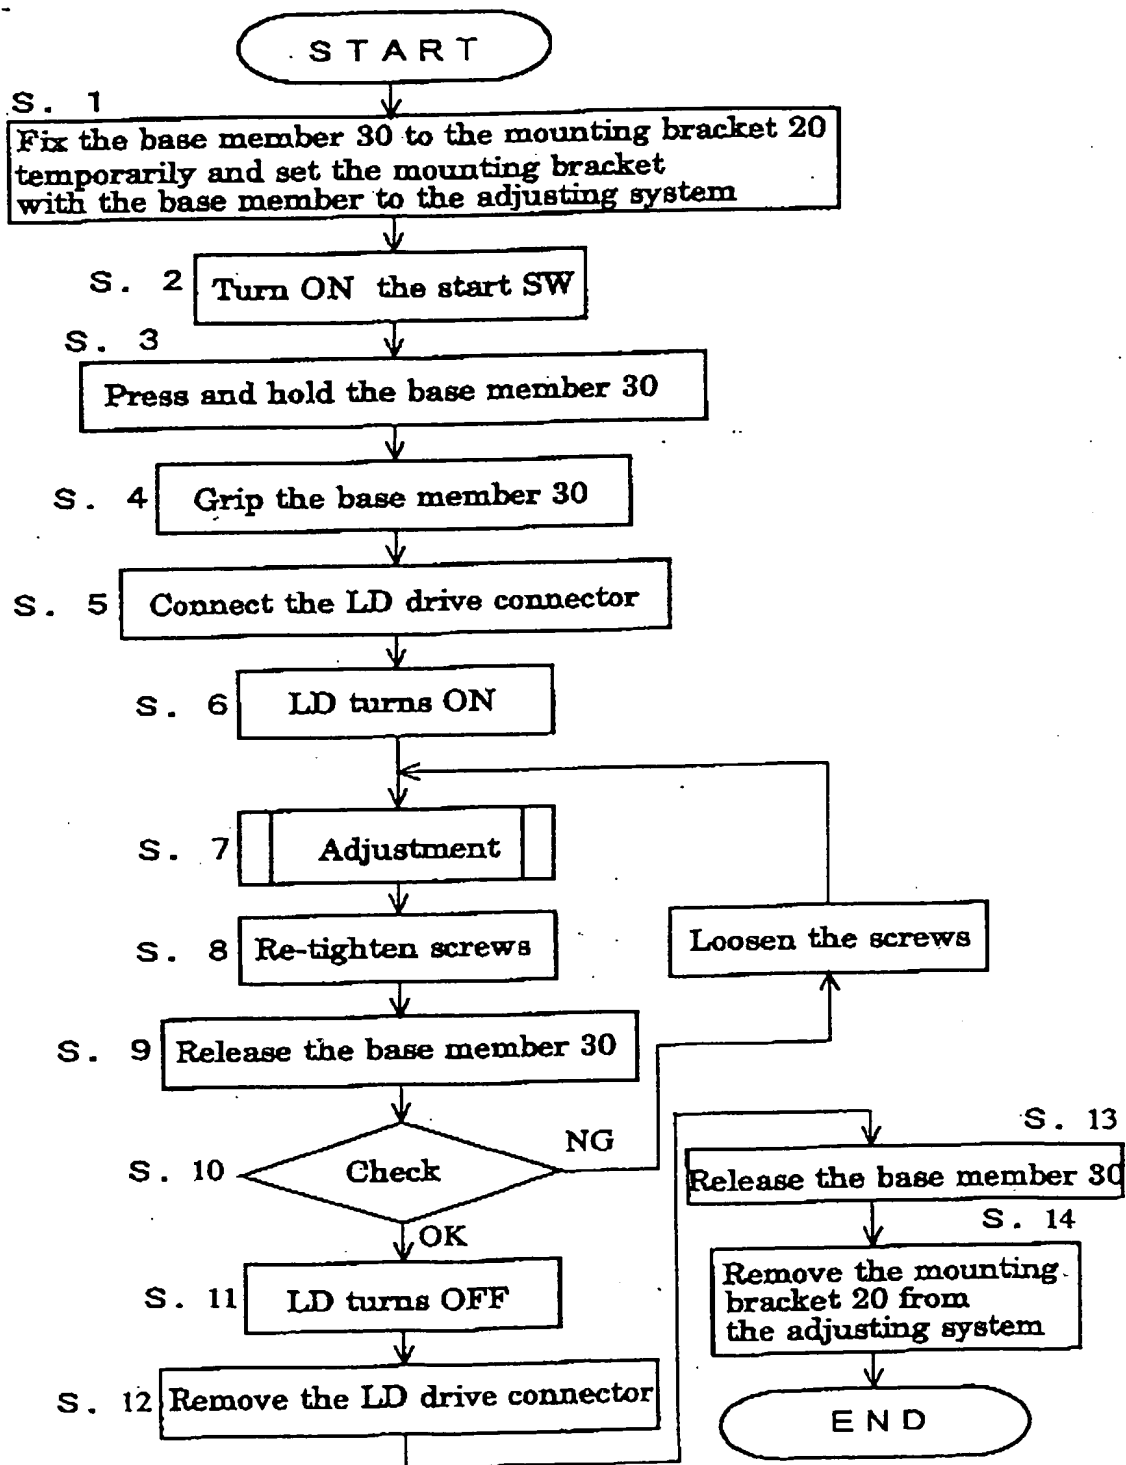 START
S. 1
Fix the base member 30 to the mounting bracket 20
temporarily and set the mounting bracket
with the base member to the adjusting system
S. 2
Turn ON the start SW
S. 3
Press and hold the base member 30
S. 4
Grip the base member 30
S. 5
Connect the LD drive connector
S. 6
LD turns ON
S. 7
Adjustment
S. 8
Re-tighten screws
Loosen the screws
S. 9
Release the base member 30
S. 10
Check
NG
OK
S. 11
LD turns OFF
S. 12
Remove the LD drive connector
S. 13
Release the base member 30
S. 14
Remove the mounting
bracket 20 from
the adjusting system
END